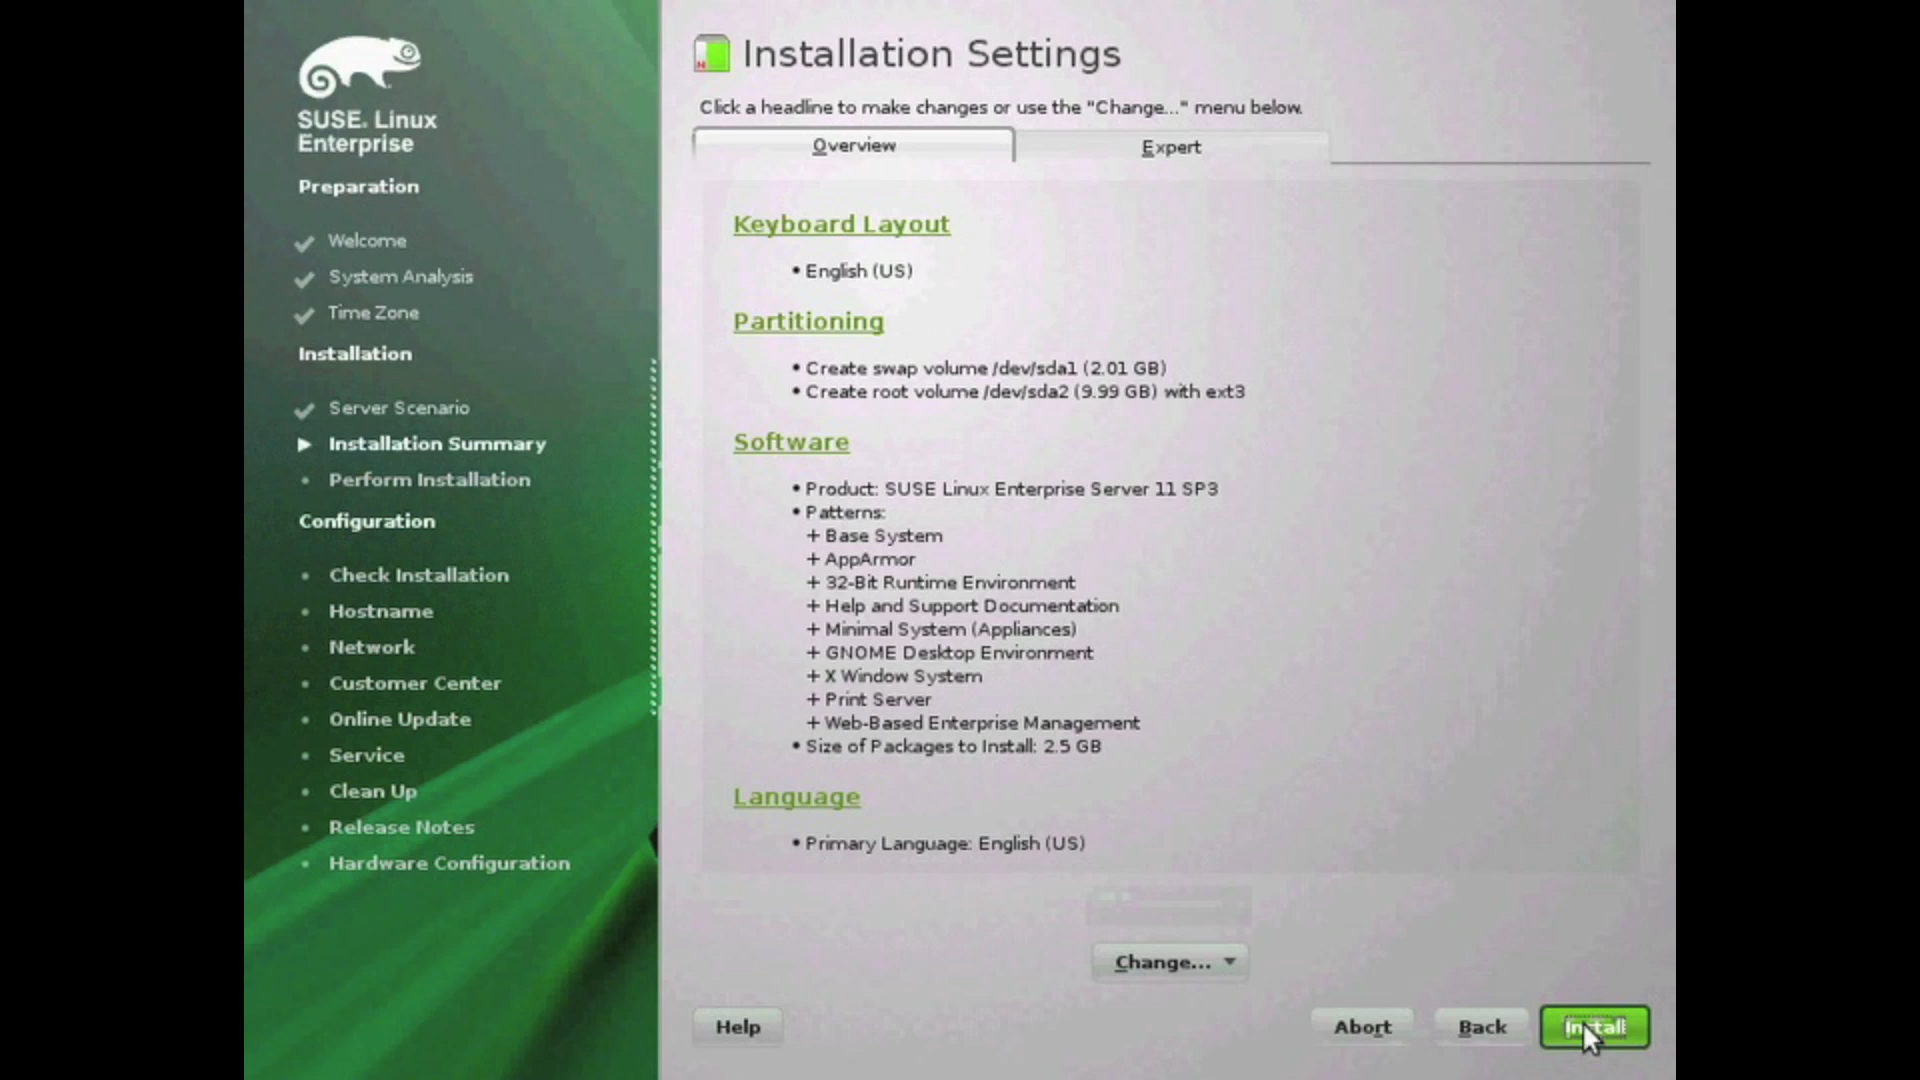 SUSE. Linux
Enterprise
Preparation
Welcome
System Analysis
Time Zone
Installation
Server Scenario
Installation Summary
Perform Installation
Configuration
Check Installation
Hostname
Network
Customer Center
Online Update
Service
Clean Up
Release Notes
Hardware Configuration
Installation Settings
Click a headline to make changes or use the "Change..." menu below.
Overview
Expert
Keyboard Layout
• English (US)
Partitioning
• Create swap volume /dev/sda1 (2.01 GB)
• Create root volume /dev/sda2 (9.99 GB) with ext3
Software
• Product: SUSE Linux Enterprise Server 11 SP3
• Patterns:
+ Base System
+ AppArmor
+ 32-Bit Runtime Environment
+ Help and Support Documentation
+ Minimal System (Appliances)
+ GNOME Desktop Environment
+ X Window System
+ Print Server
+ Web-Based Enterprise Management
• Size of Packages to Install: 2.5 GB
Language
• Primary Language: English (US)
Change...
Help
Abort
Back
Install